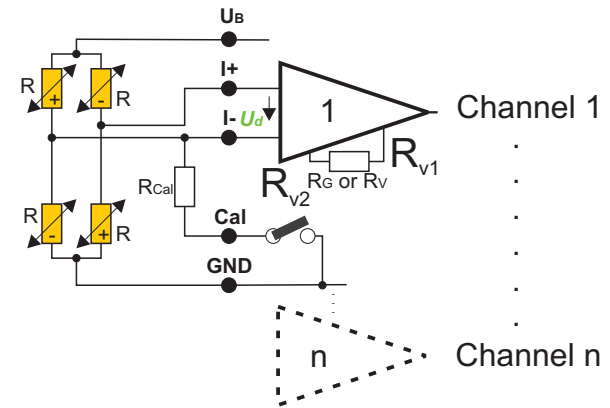 UB
I+
I- Ud
1
Channel 1
R
+
-
R
RCal
RG or RV
Rv1
Rv2
R
-
+
R
Cal
GND
n
Channel n